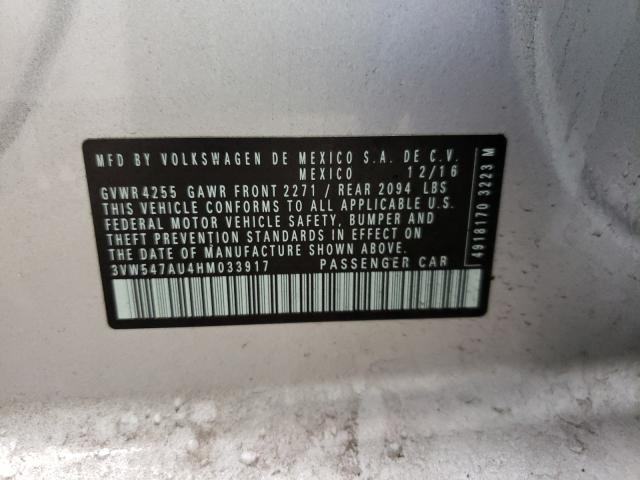 MFD BY VOLKSWAGEN DE MEXICO S.A. DE C.V.
MEXICO 12/16
GVWR 4255 GAWR FRONT 2271 / REAR 2094 LBS
THIS VEHICLE CONFORMS TO ALL APPLICABLE U.S.
FEDERAL MOTOR VEHICLE SAFETY, BUMPER AND
THEFT PREVENTION STANDARDS IN EFFECT ON
THE DATE OF MANUFACTURE SHOWN ABOVE.
3VW547AU4HM033917 PASSENGER CAR
4918170 3223 M